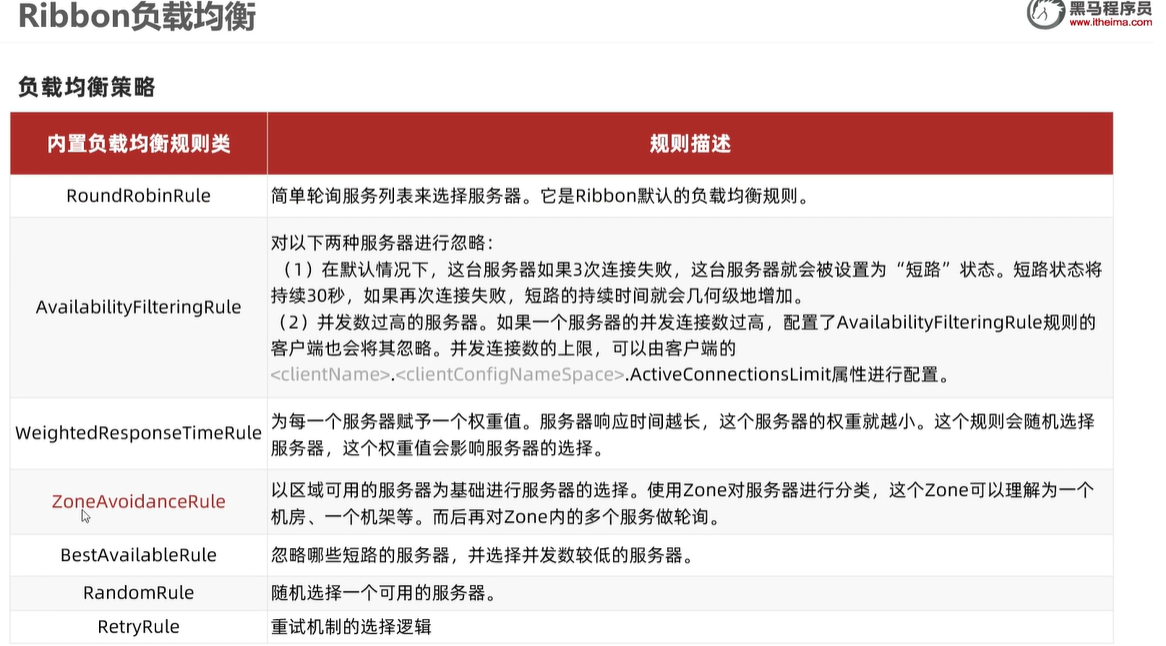 Ribbon负载均衡
黑马程序员
www.itheima.com
负载均衡策略
内置负载均衡规则类
规则描述
RoundRobinRule
简单轮询服务列表来选择服务器。它是Ribbon默认的负载均衡规则。
AvailabilityFilteringRule
对以下两种服务器进行忽略：
（1）在默认情况下，这台服务器如果3次连接失败，这台服务器就会被设置为“短路”状态。短路状态将
持续30秒，如果再次连接失败，短路的持续时间就会几何级地增加。
（2）并发数过高的服务器。如果一个服务器的并发连接数过高，配置了AvailabilityFilteringRule规则的
客户端也会将其忽略。并发连接数的上限，可以由客户端的
<clientName>.<clientConfigNameSpace>.ActiveConnectionsLimit属性进行配置。
WeightedResponseTimeRule
为每一个服务器赋予一个权重值。服务器响应时间越长，这个服务器的权重就越小。这个规则会随机选择
服务器，这个权重值会影响服务器的选择。
ZoneAvoidanceRule
以区域可用的服务器为基础进行服务器的选择。使用Zone对服务器进行分类，这个Zone可以理解为一个
机房、一个机架等。而后再对Zone内的多个服务做轮询。
BestAvailableRule
忽略哪些短路的服务器，并选择并发数较低的服务器。
RandomRule
随机选择一个可用的服务器。
RetryRule
重试机制的选择逻辑